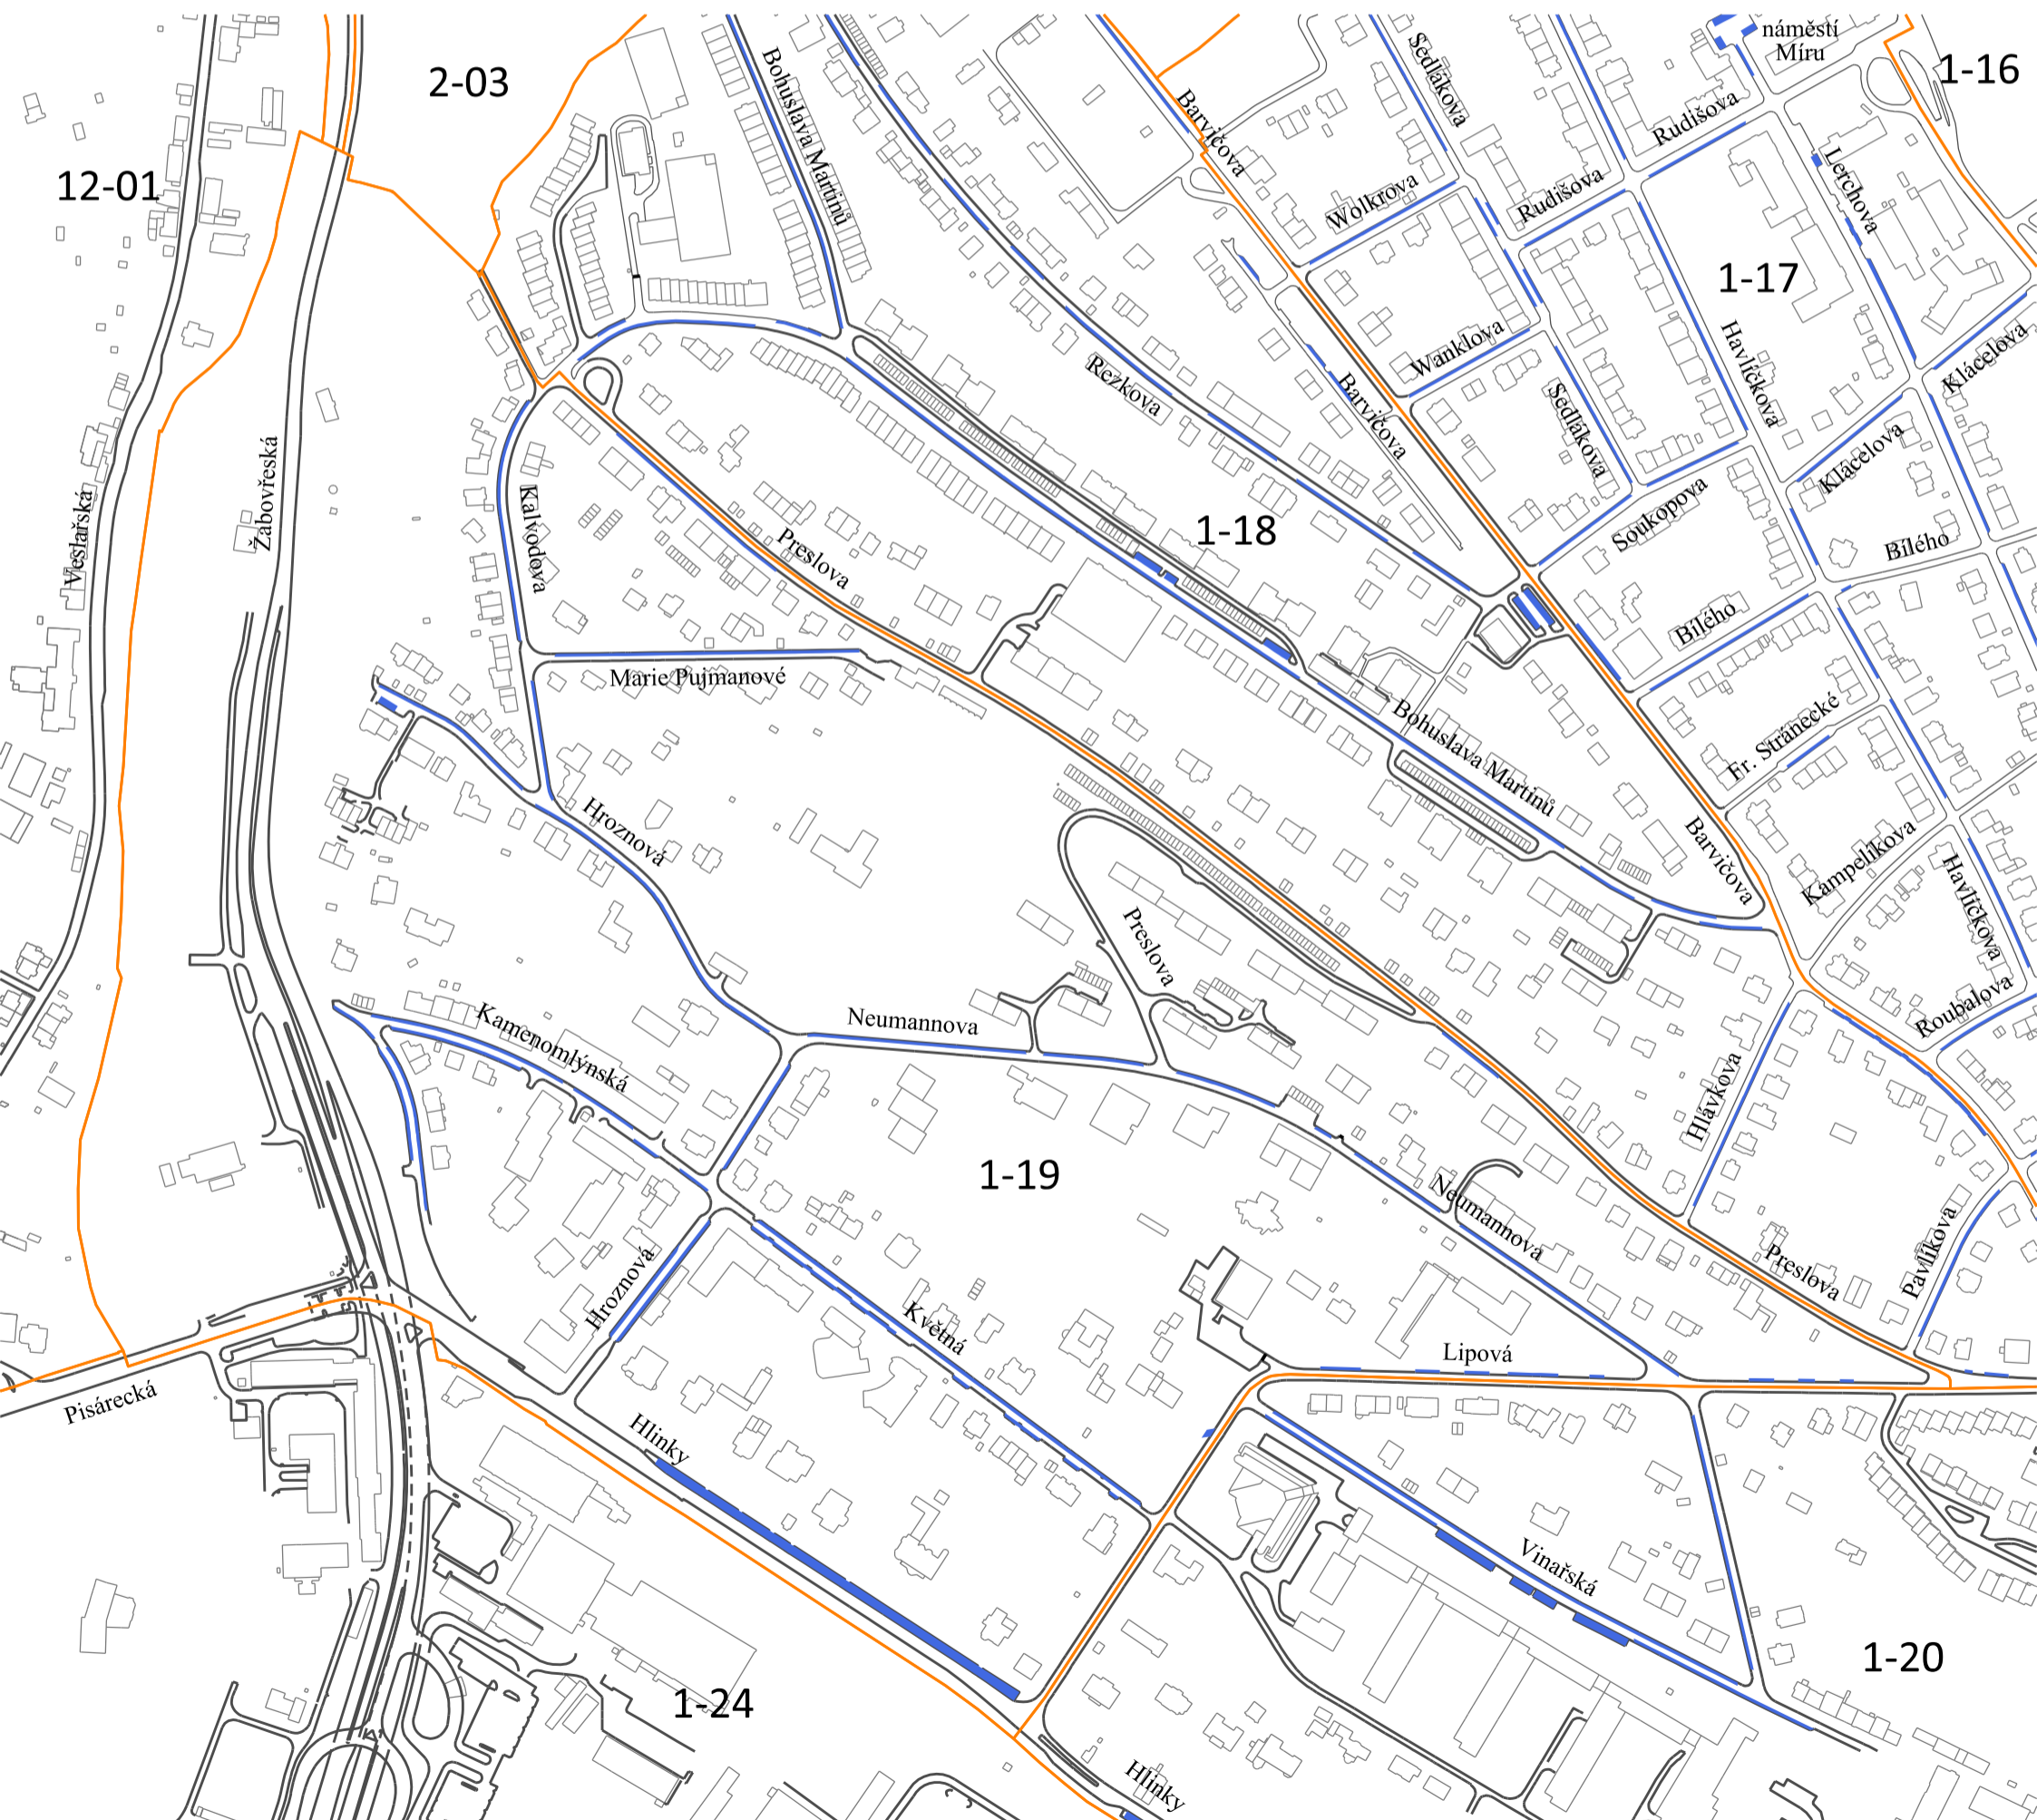 náměstí
Míru
2-03
1-16
12-01
Bohuslava Martinů
Barvičova
Sedlákova
Rudišova
Lerchova
Wolkrova
Rudišova
1-17
Klácelova
Wanklova
Havlíčkova
Rezkova
Barvičova
Sedlákova
Klácelova
Veslařská
Žabovřeská
Kalvodova
Preslova
1-18
Soukopova
Bílého
Bílého
Marie Pujmanové
Fr. Stránecké
Bohuslava Martinů
Hroznová
Barvičova
Kampelíkova
Havlíčkova
Preslova
Roubalova
Kamenomlýnská
Neumannova
Hlávkova
1-19
Neumannova
Pavlíkova
Preslova
Hroznová
Květná
Lipová
Pisárecká
Hlinky
Vinařská
1-20
1-24
Hlinky